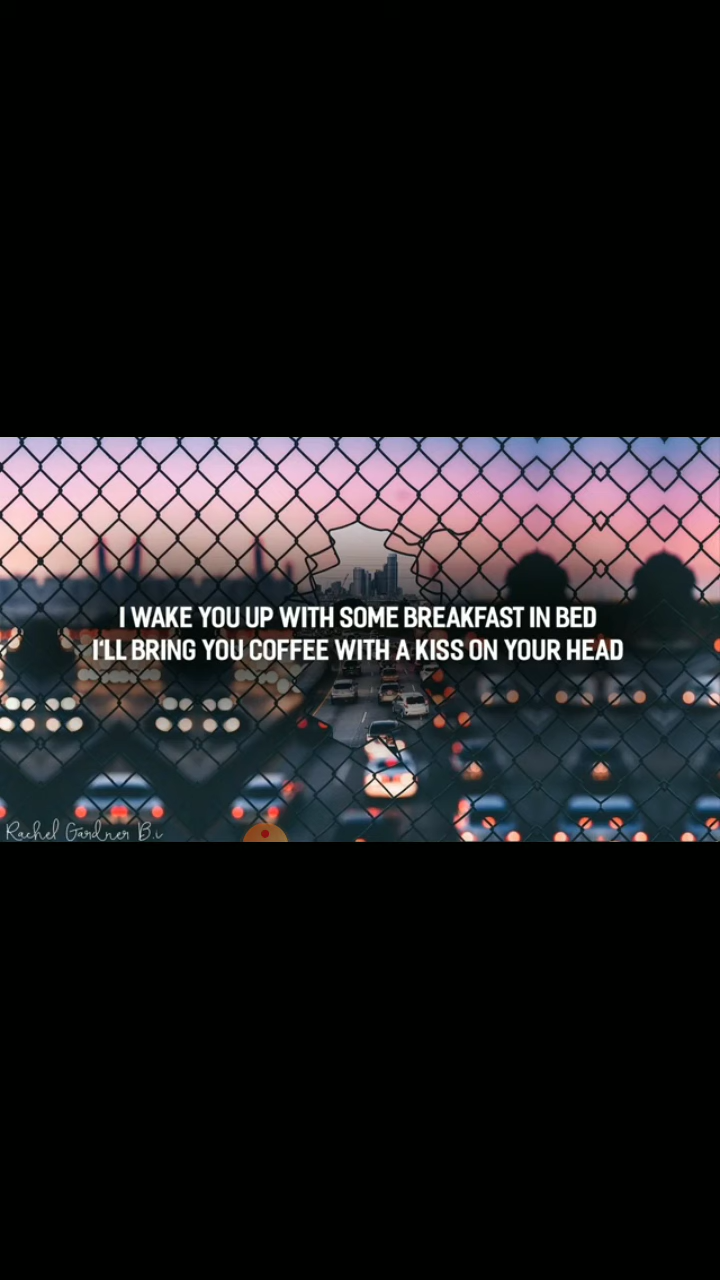 I WAKE YOU UP WITH SOME BREAKFAST IN BED
I'LL BRING YOU COFFEE WITH A KISS ON YOUR HEAD
Rachel Gardner B.v